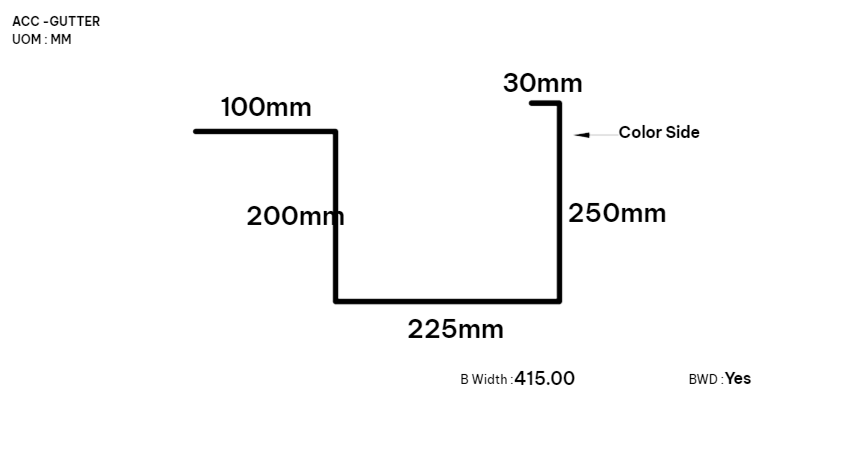 ACC -GUTTER
UOM : MM
30mm
100mm
Color Side
200mm
250mm
225mm
B Width :415.00
BWD :Yes